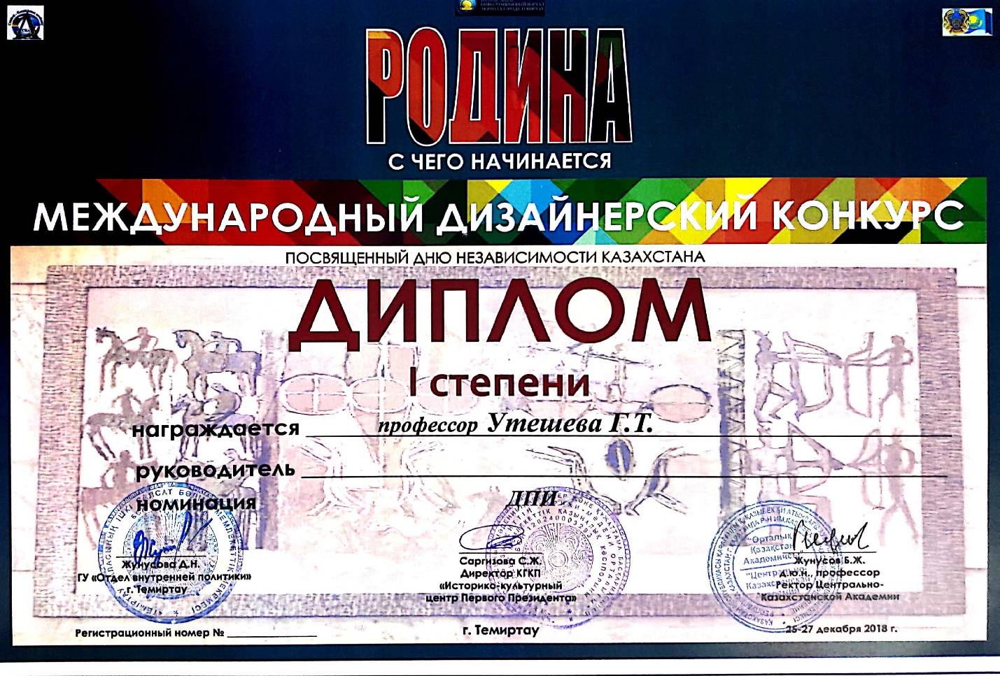 РОДИНА
С ЧЕГО НАЧИНАЕТСЯ
МЕЖДУНАРОДНЫЙ ДИЗАЙНЕРСКИЙ КОНКУРС
ПОСВЯЩЕННЫЙ ДНЮ НЕЗАВИСИМОСТИ КАЗАХСТАНА
ДИПЛОМ
I степени
награждается профессор Утешева Г.Т.
руководитель
номинация ДПИ
Жунусова Д.Н.
ГУ «Отдел внутренней политики»
г. Темиртау
Саргизова С.Ж.
Директор КГКП
«Историко-культурный
центр Первого Президента»
Жунусов Б.Ж.
д.ю.н., профессор
Ректор Центрально-
Казахстанской Академии
Регистрационный номер №
г. Темиртау
25-27 декабря 2018 г.